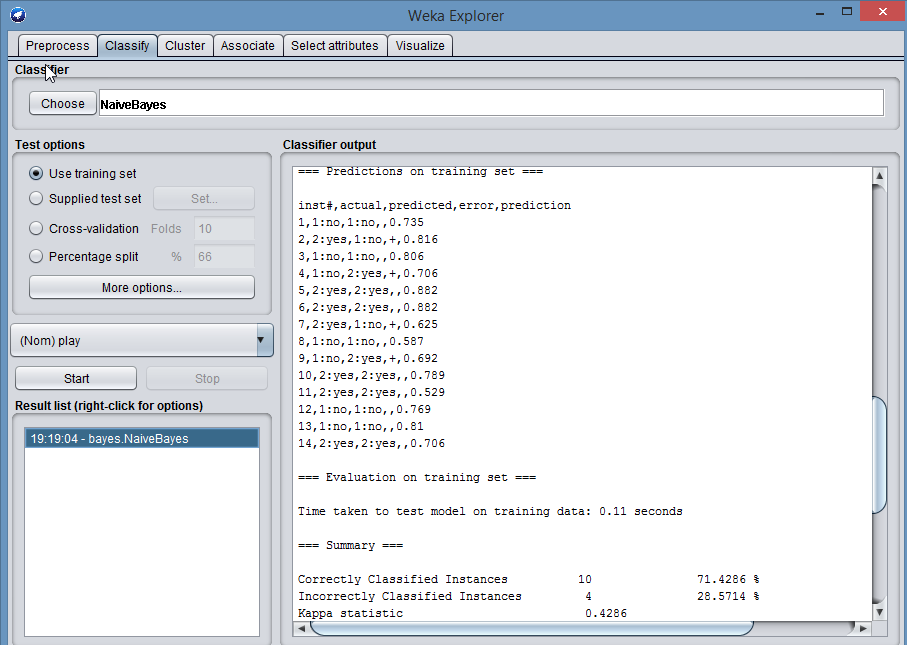 Weka Explorer
Preprocess Classify Cluster Associate Select attributes Visualize
Classifier
Choose NaiveBayes
Test options
Use training set
Supplied test set Set...
Cross-validation Folds 10
Percentage split % 66
More options...
(Nom) play
Start Stop
Result list (right-click for options)
19:19:04 - bayes.NaiveBayes
Classifier output
=== Predictions on training set ===
inst#,actual,predicted,error,prediction
1,1:no,1:no,,0.735
2,2:yes,1:no,+,0.816
3,1:no,1:no,,0.806
4,1:no,2:yes,+,0.706
5,2:yes,2:yes,,0.882
6,2:yes,2:yes,,0.882
7,2:yes,1:no,+,0.625
8,1:no,1:no,,0.587
9,1:no,2:yes,+,0.692
10,2:yes,2:yes,,0.789
11,2:yes,2:yes,,0.529
12,1:no,1:no,,0.769
13,1:no,1:no,,0.81
14,2:yes,2:yes,,0.706
=== Evaluation on training set ===
Time taken to test model on training data: 0.11 seconds
=== Summary ===
Correctly Classified Instances 10 71.4286 %
Incorrectly Classified Instances 4 28.5714 %
Kappa statistic 0.4286